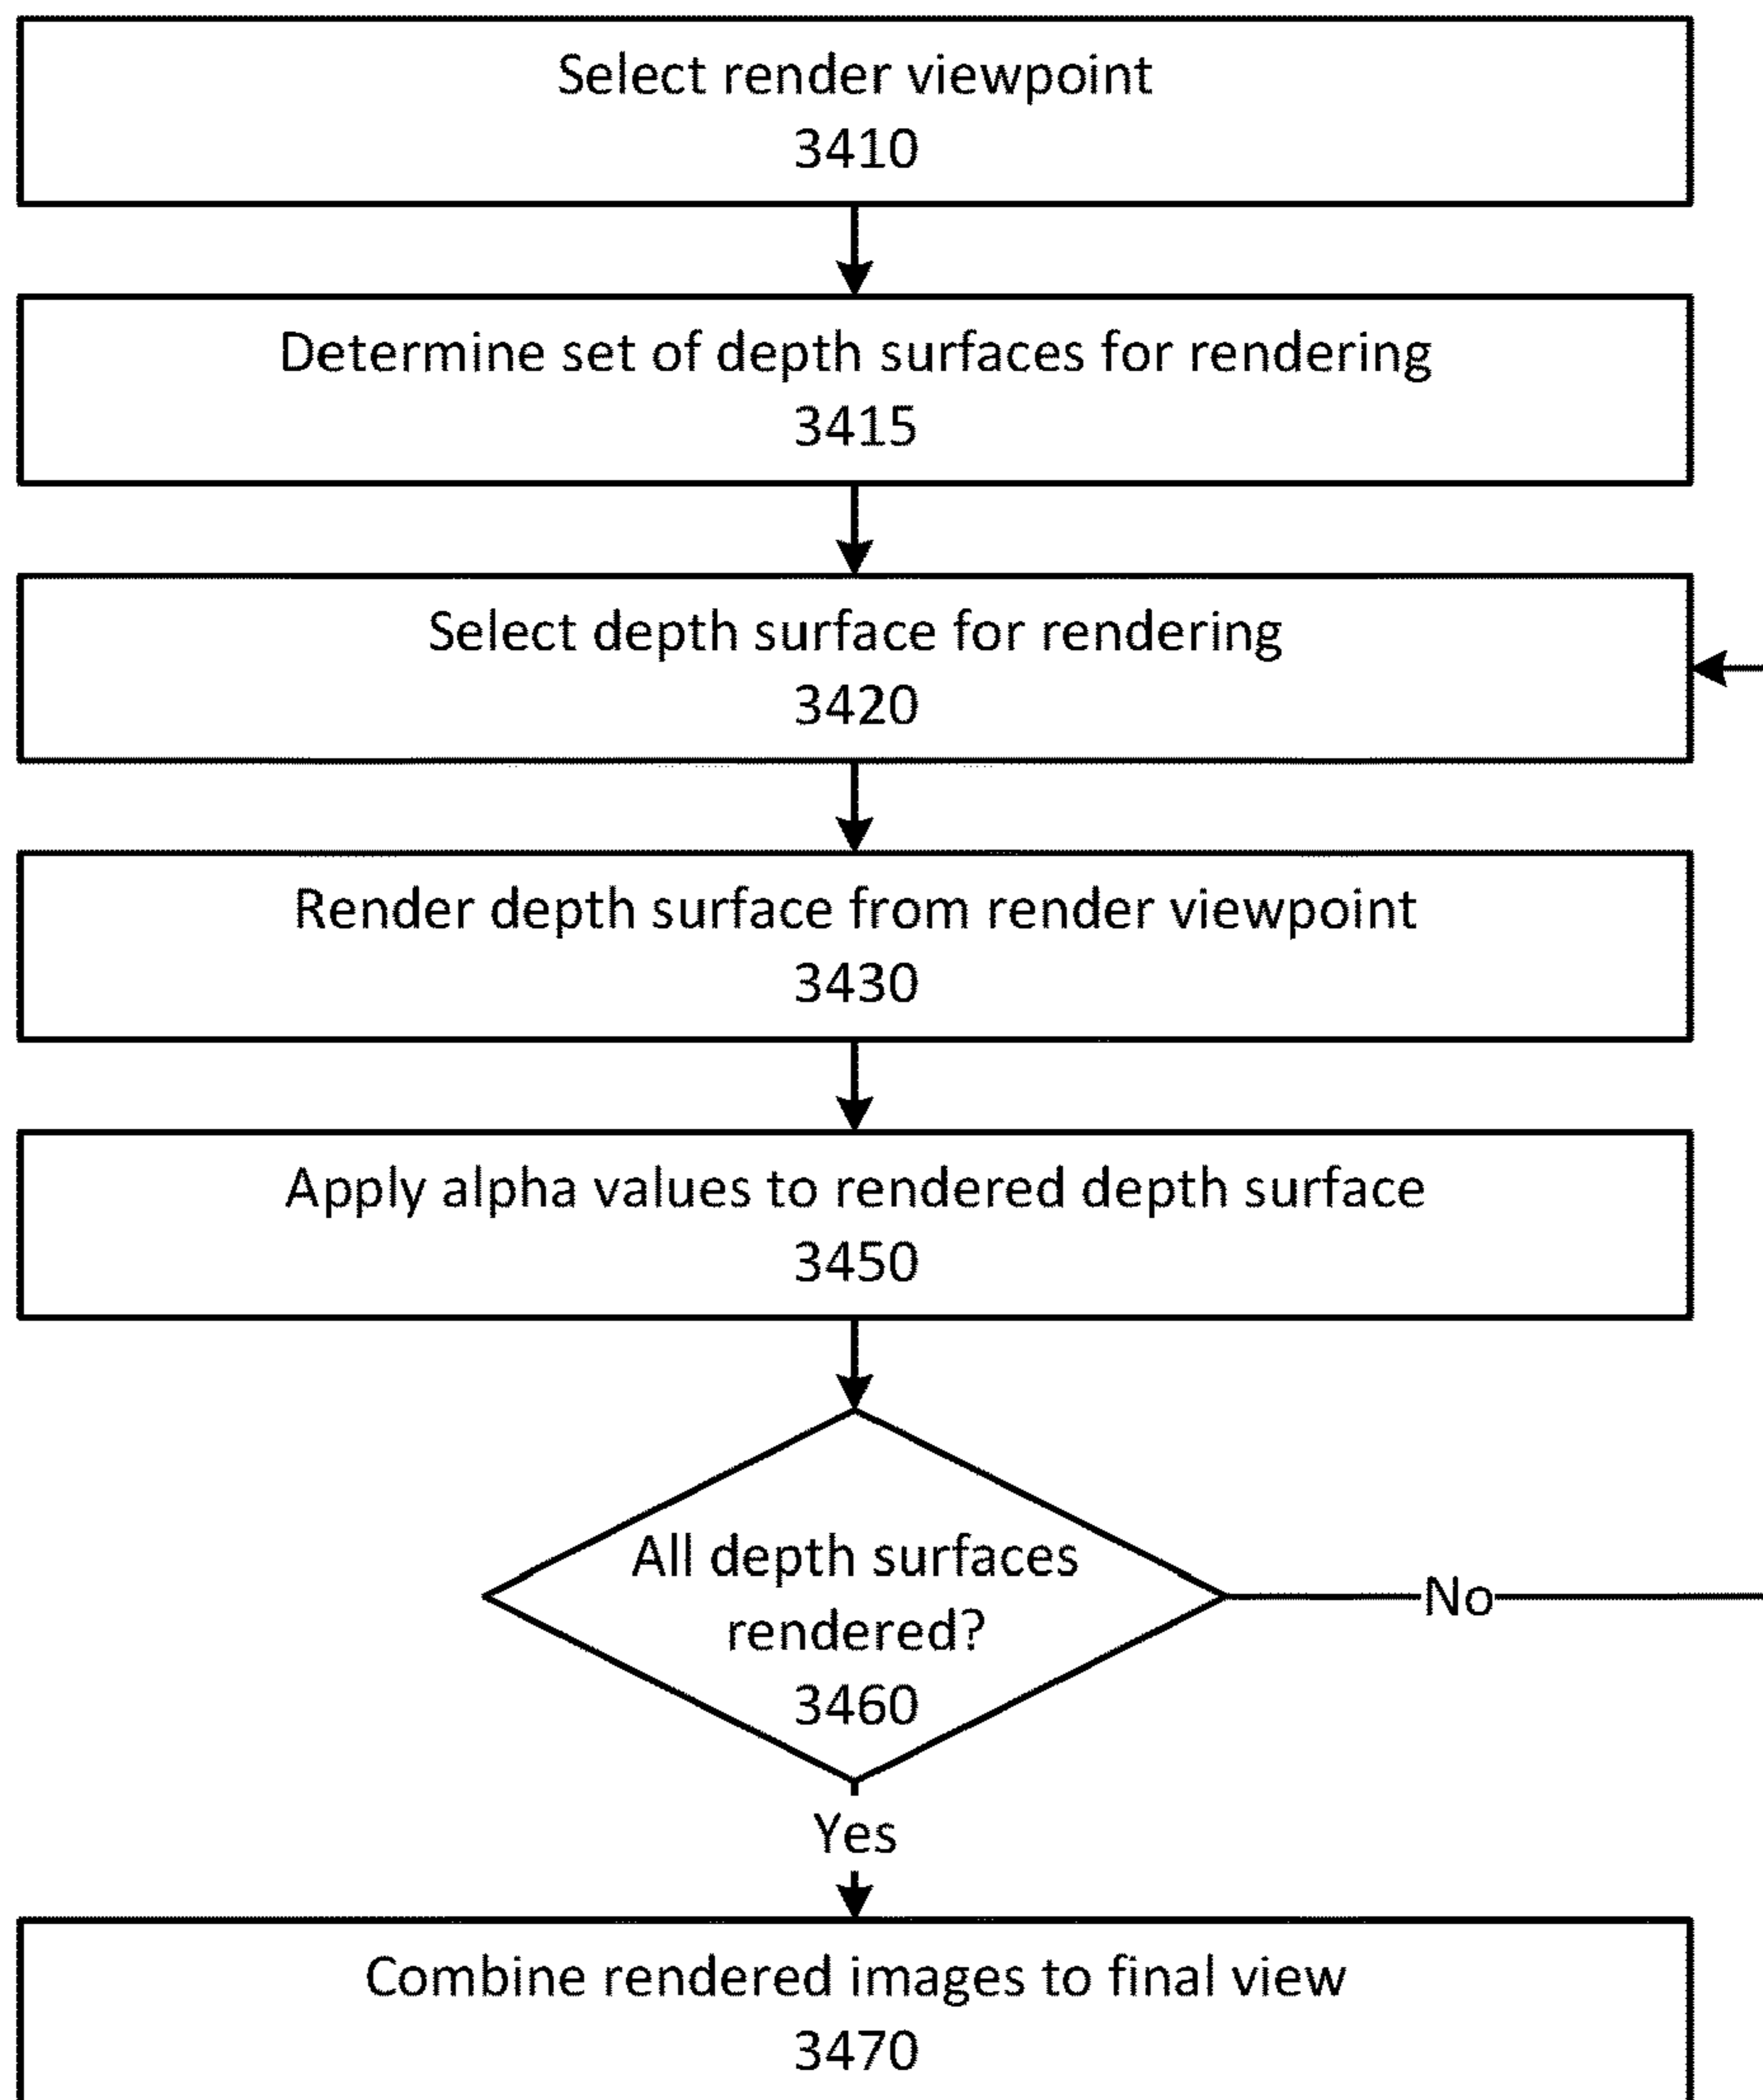 Select render viewpoint
3410
Determine set of depth surfaces for rendering
3415
Select depth surface for rendering
3420
Render depth surface from render viewpoint
3430
Apply alpha values to rendered depth surface
3450
All depth surfaces
rendered?
3460
No
Yes
Combine rendered images to final view
3470